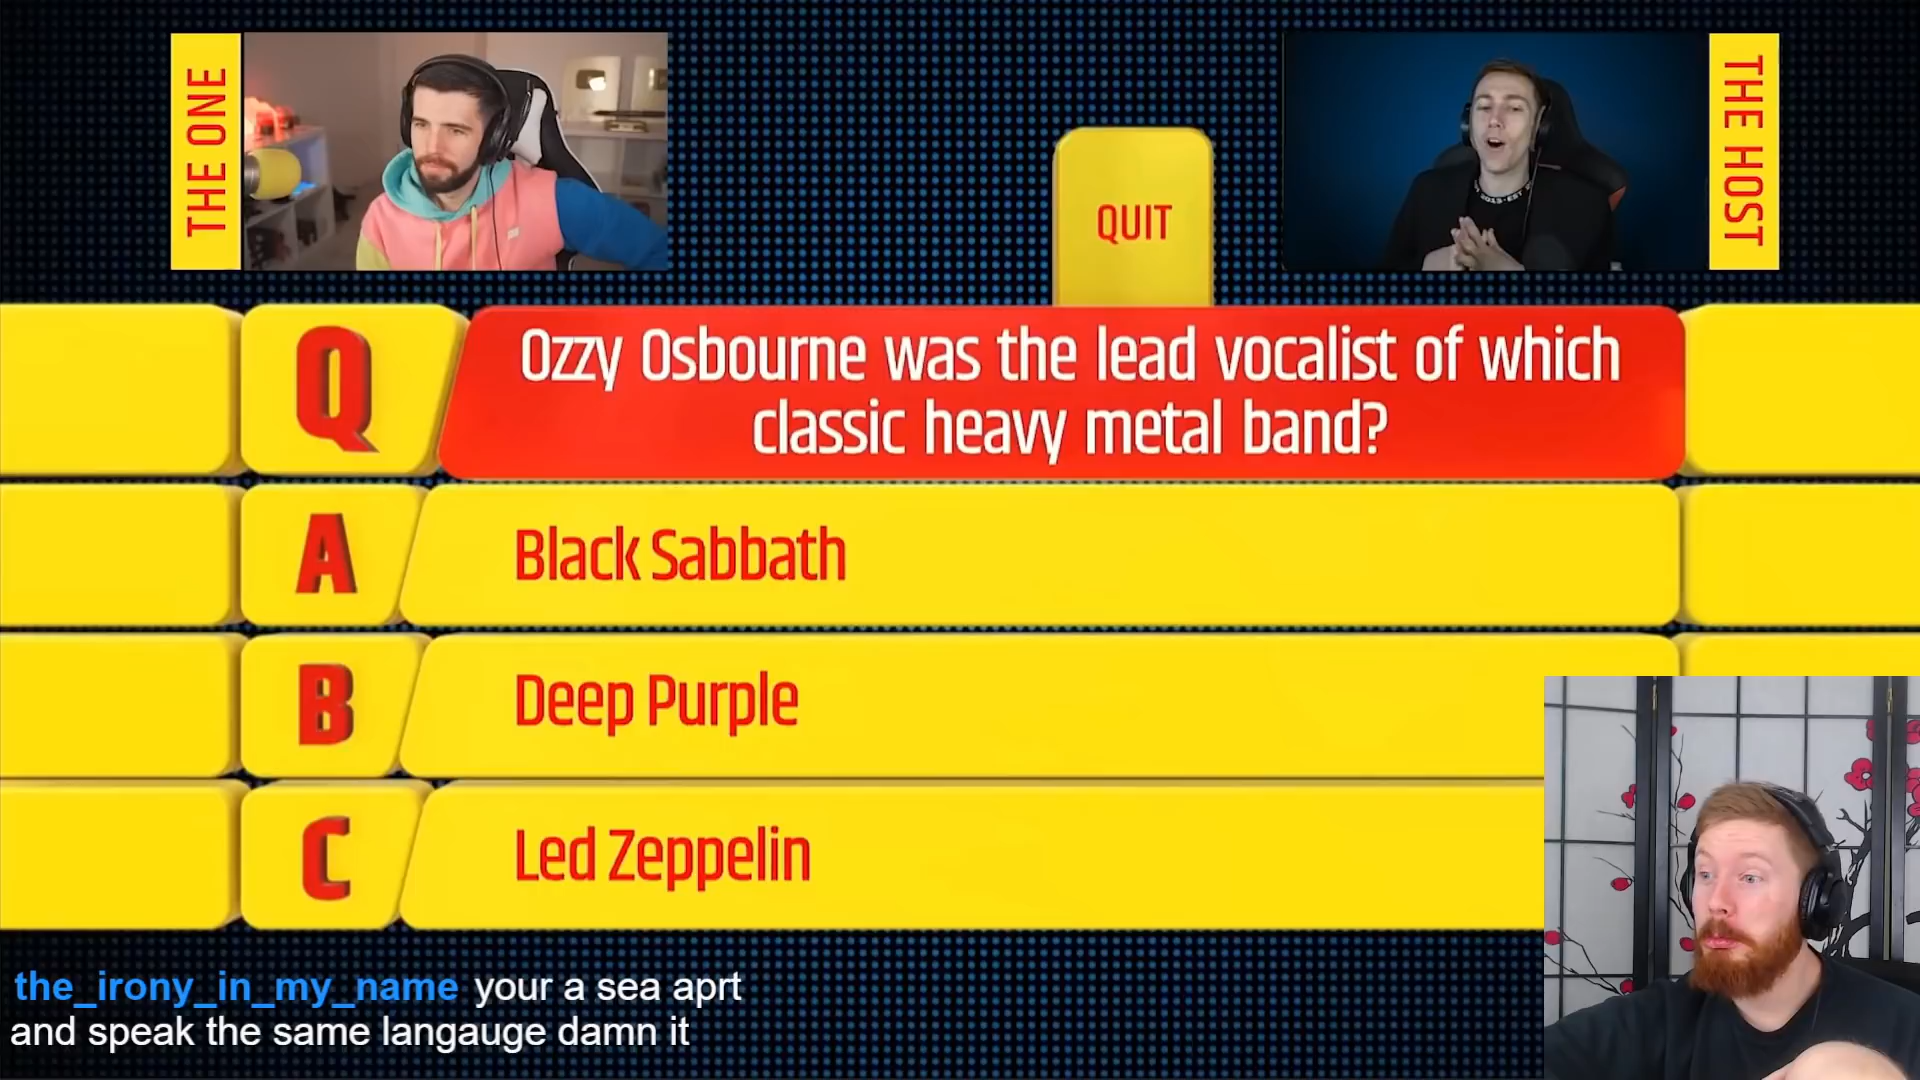 THE ONE
THE HOST
QUIT
Q
Ozzy Osbourne was the lead vocalist of which
classic heavy metal band?
A
Black Sabbath
B
Deep Purple
C
Led Zeppelin
the_irony_in_my_name your a sea aprt
and speak the same langauge damn it